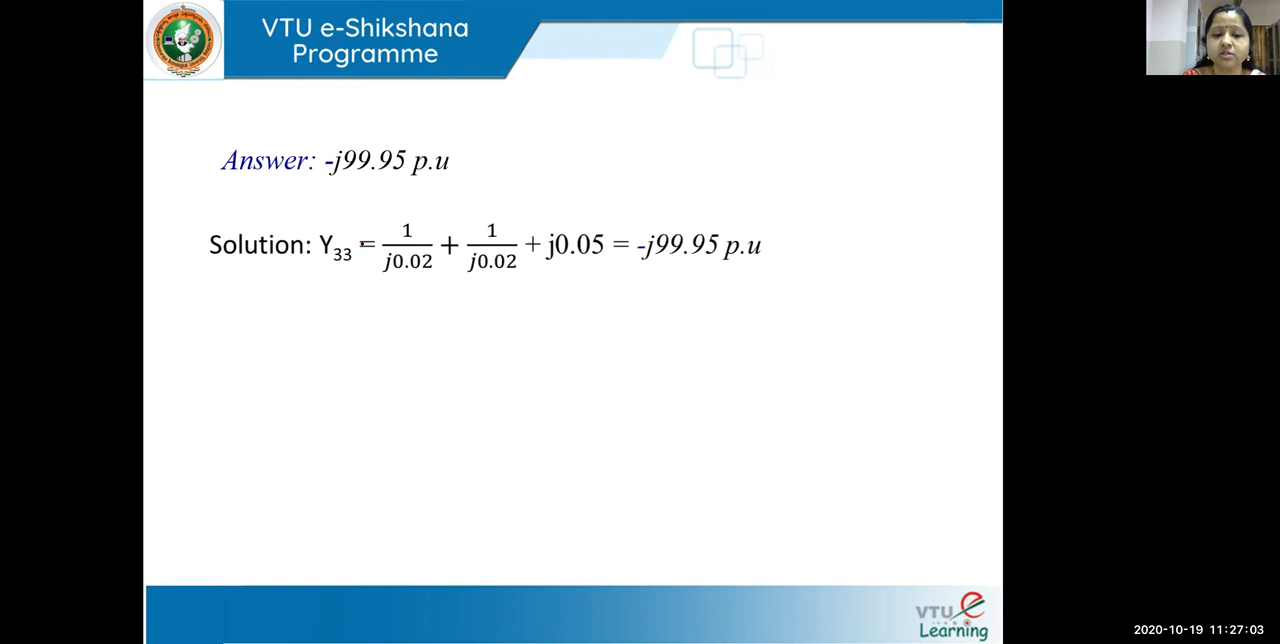 VTU e-Shikshana
Programme
Answer: -j99.95 p.u
Solution: Y₃₃ = 1/j0.02 + 1/j0.02 + j0.05 = -j99.95 p.u
VTU e
Learning
2020-10-19 11:27:03